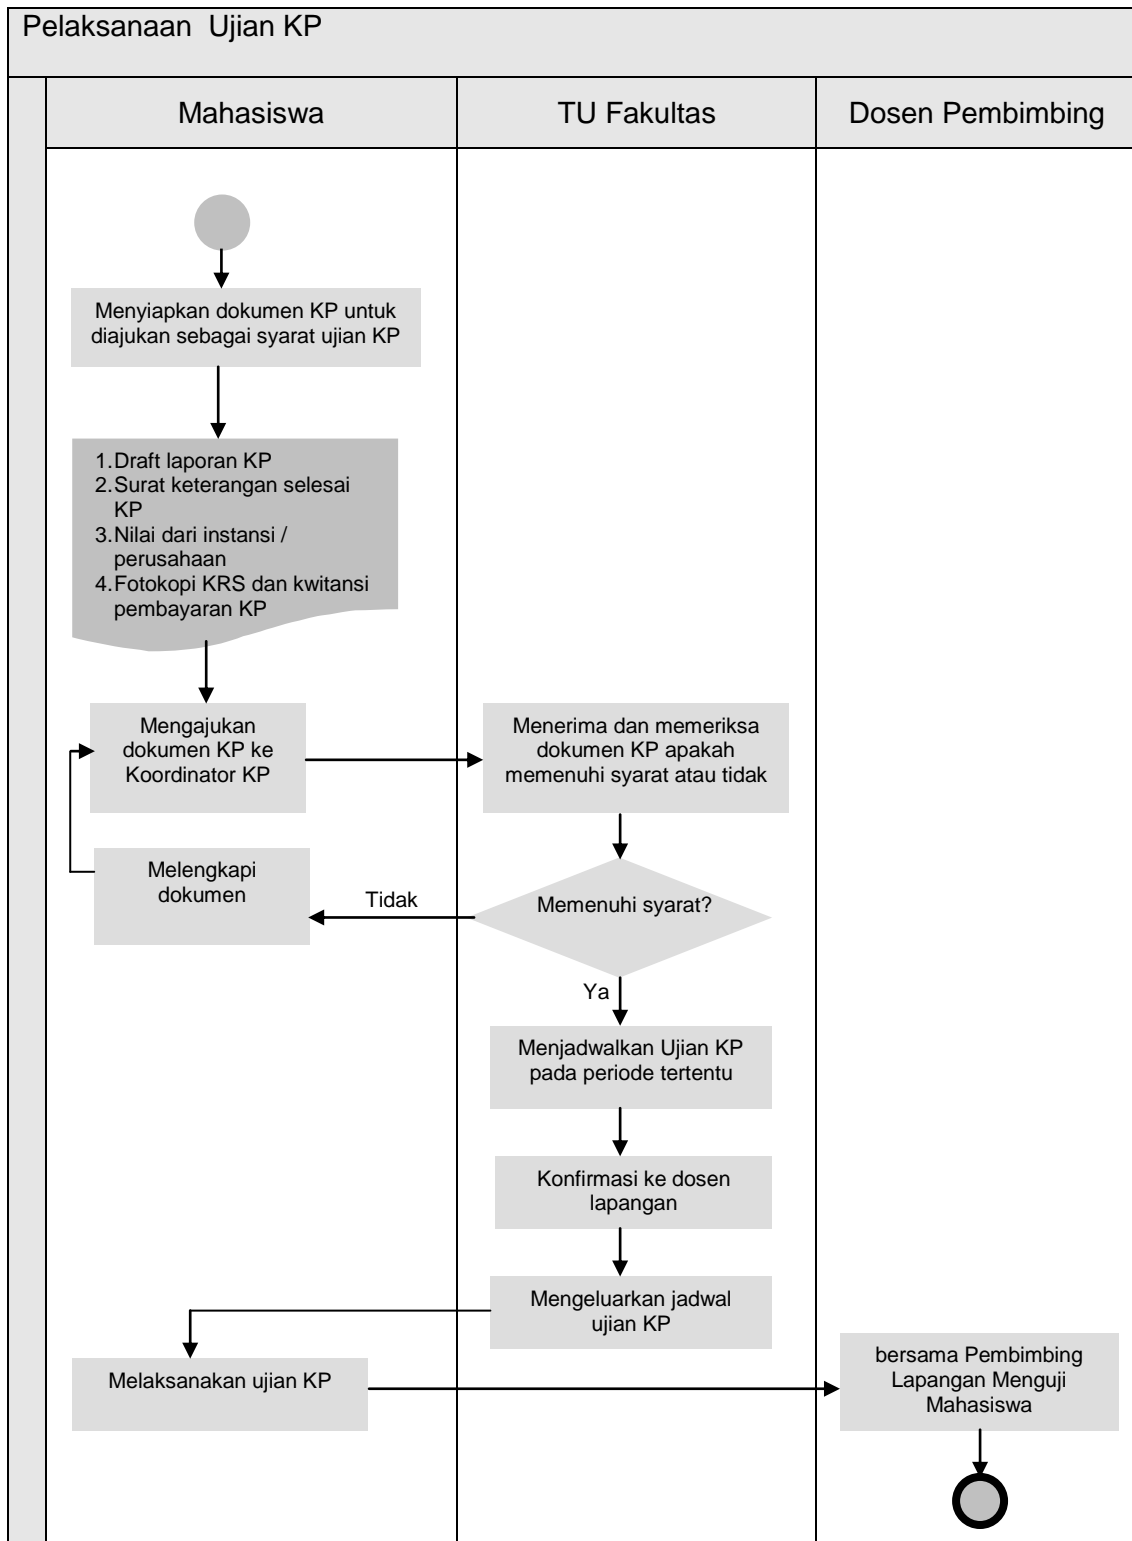 Pelaksanaan Ujian KP
Mahasiswa
TU Fakultas
Dosen Pembimbing
Menyiapkan dokumen KP untuk
diajukan sebagai syarat ujian KP
1.Draft laporan KP
2.Surat keterangan selesai
KP
3.Nilai dari instansi /
perusahaan
4.Fotokopi KRS dan kwitansi
pembayaran KP
Mengajukan
dokumen KP ke
Koordinator KP
Menerima dan memeriksa
dokumen KP apakah
memenuhi syarat atau tidak
Melengkapi
dokumen
Tidak
Memenuhi syarat?
Ya
Menjadwalkan Ujian KP
pada periode tertentu
Konfirmasi ke dosen
lapangan
Mengeluarkan jadwal
ujian KP
Melaksanakan ujian KP
bersama Pembimbing
Lapangan Menguji
Mahasiswa